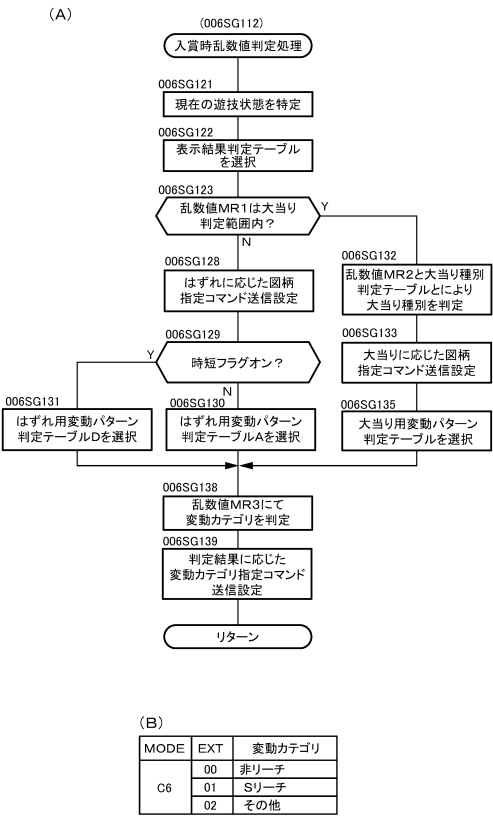 (A)
(006SG112)
入賞時乱数値判定処理
006SG121
現在の遊技状態を特定
006SG122
表示結果判定テーブル
を選択
006SG123
乱数値MR1は大当り
判定範囲内?
Y
N
006SG132
乱数値MR2と大当り種別
判定テーブルとにより
大当り種別を判定
006SG128
はずれに応じた図柄
指定コマンド送信設定
006SG133
大当りに応じた図柄
指定コマンド送信設定
006SG129
時短フラグオン?
Y
N
006SG131
はずれ用変動パターン
判定テーブルDを選択
006SG130
はずれ用変動パターン
判定テーブルAを選択
006SG135
大当り用変動パターン
判定テーブルを選択
006SG138
乱数値MR3にて
変動カテゴリを判定
006SG139
判定結果に応じた
変動カテゴリ指定コマンド
送信設定
リターン
(B)
MODE EXT 変動カテゴリ
C6
00 非リーチ
01 Sリーチ
02 その他